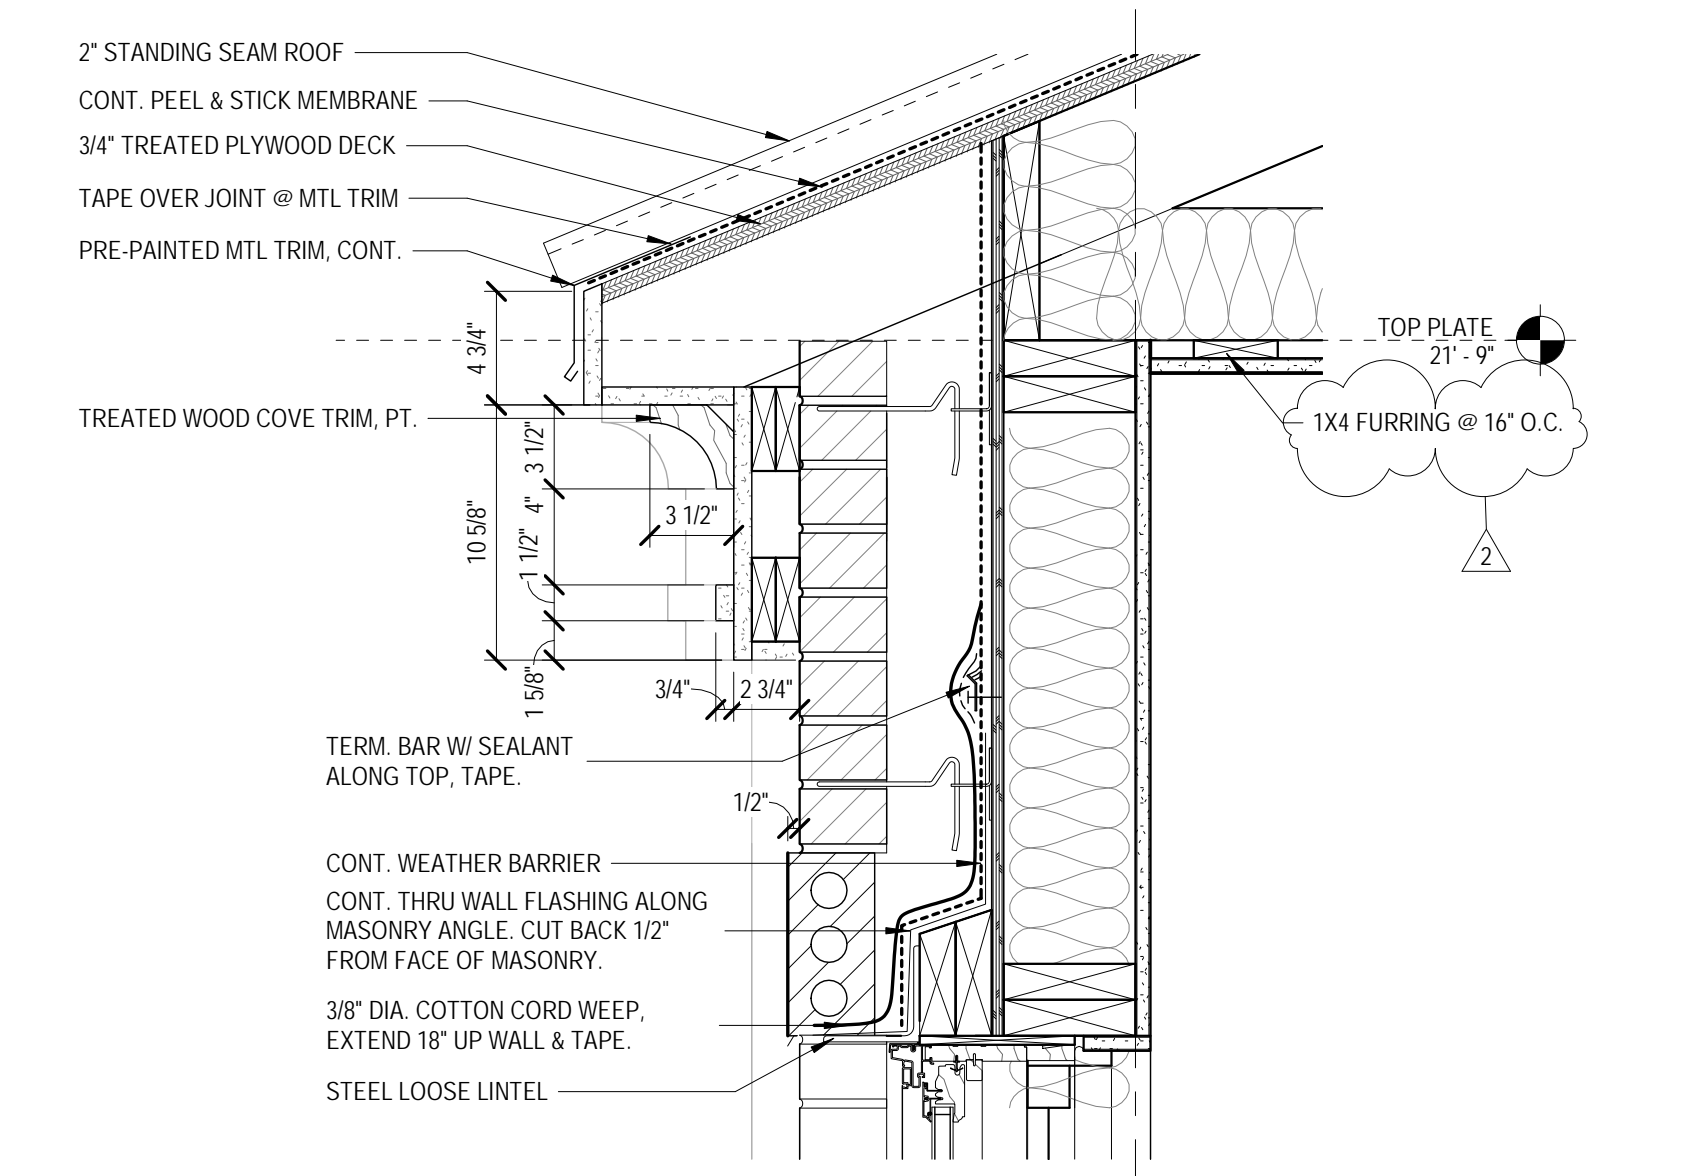 2" STANDING SEAM ROOF
CONT. PEEL & STICK MEMBRANE
3/4" TREATED PLYWOOD DECK
TAPE OVER JOINT @ MTL TRIM
PRE-PAINTED MTL TRIM, CONT.
4 3/4"
TOP PLATE
21' - 9"
TREATED WOOD COVE TRIM, PT.
1X4 FURRING @ 16" O.C.
3 1/2"
4"
3 1/2"
10 5/8"
1 1/2"
2
1 5/8"
3/4"
2 3/4"
TERM. BAR W/ SEALANT
ALONG TOP, TAPE.
1/2"
CONT. WEATHER BARRIER
CONT. THRU WALL FLASHING ALONG
MASONRY ANGLE. CUT BACK 1/2"
FROM FACE OF MASONRY.
3/8" DIA. COTTON CORD WEEP,
EXTEND 18" UP WALL & TAPE.
STEEL LOOSE LINTEL